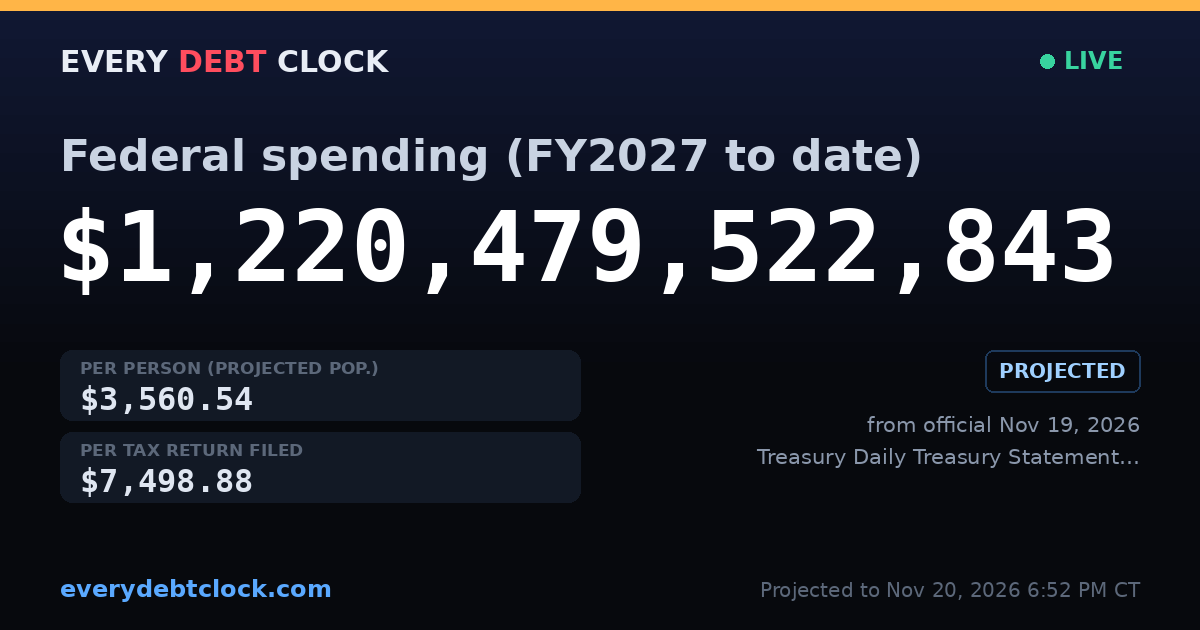 EVERY DEBT CLOCK
LIVE
Federal spending (FY2027 to date)
$1,220,479,522,843
PER PERSON (PROJECTED POP.)
$3,560.54
PER TAX RETURN FILED
$7,498.88
PROJECTED
from official Nov 19, 2026
Treasury Daily Treasury Statement…
everydebtclock.com
Projected to Nov 20, 2026 6:52 PM CT